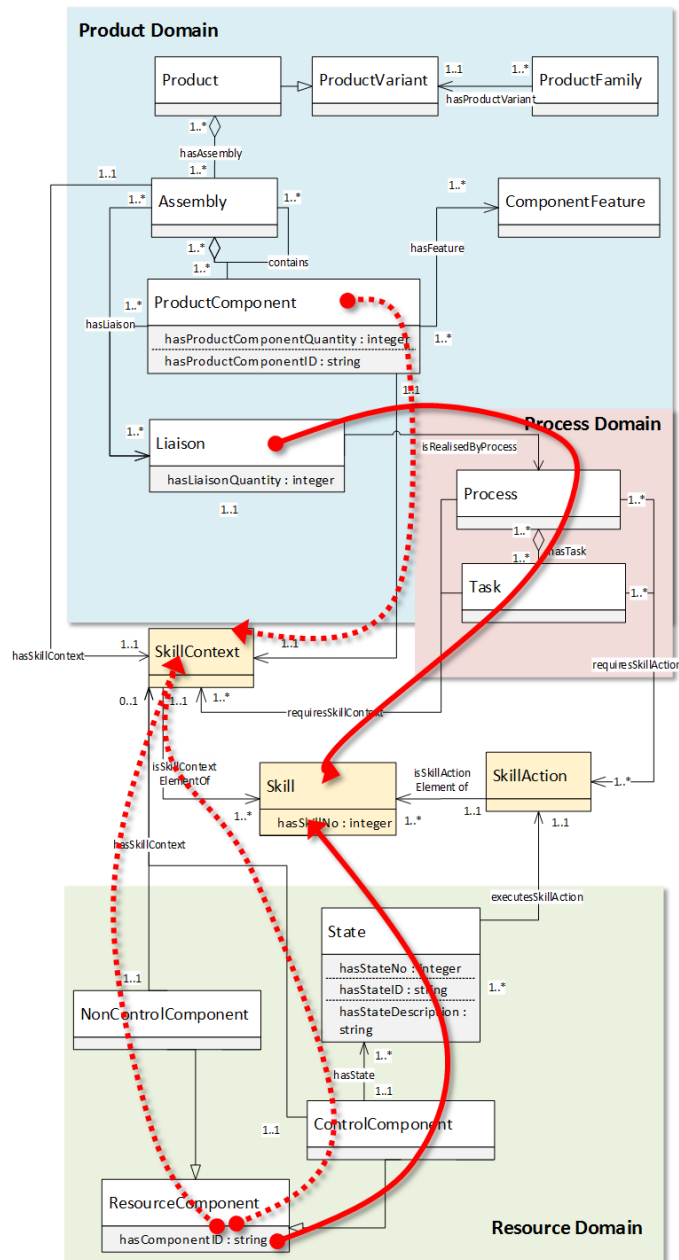 Product Domain
Product
ProductVariant
ProductFamily
1..1
1..*
hasProductVariant
1..*
hasAssembly
1..*
1..1
1..*
Assembly
1..*
1..*
ComponentFeature
1..*
1..*
contains
hasFeature
ProductComponent
1..*
hasLiaison
hasProductComponentQuantity : integer
1..*
hasProductComponentID : string
1..1
Process Domain
1..*
Liaison
isRealisedByProcess
hasLiaisonQuantity : integer
1..1
Process
1..*
1..*
hasTask
1..*
Task
1..*
hasSkillContext
1..1
SkillContext
1..1
requiresSkillAction
0..1
1..1
1..*
requiresSkillContext
isSkillContext
ElementOf
Skill
isSkillAction
Element of
SkillAction
1..*
1..*
hasSkillNo : integer
1..*
1..1
1..1
hasSkillContext
executesSkillAction
State
hasStateNo : integer
hasStateID : string
1..*
hasStateDescription :
string
1..1
NonControlComponent
1..*
hasState
1..1
1..1
ControlComponent
ResourceComponent
hasComponentID : string
Resource Domain